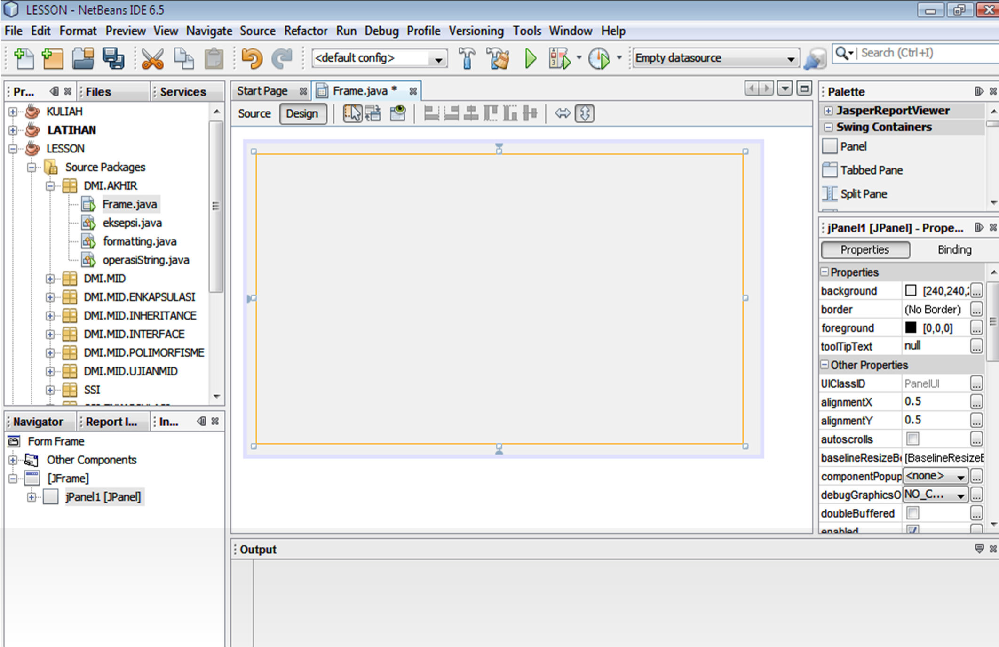 LESSON - NetBeans IDE 6.5
File Edit Format Preview View Navigate Source Refactor Run Debug Profile Versioning Tools Window Help
<default config>
Empty datasource
Search (Ctrl+I)
Pr... Files Services
KULIAH
LATIHAN
LESSON
Source Packages
DMI.AKHIR
Frame.java
eksepsi.java
formatting.java
operasiString.java
DMI.MID
DMI.MID.ENKAPSULASI
DMI.MID.INHERITANCE
DMI.MID.INTERFACE
DMI.MID.POLIMORFISME
DMI.MID.UJIANMID
SSI
Navigator Report I... In...
Form Frame
Other Components
[JFrame]
jPanel1 [JPanel]
Start Page Frame.java *
Source Design
Output
Palette
JasperReportViewer
Swing Containers
Panel
Tabbed Pane
Split Pane
jPanel1 [JPanel] - Prope...
Properties Binding
Properties
background [240,240,
border (No Border) ...
foreground [0,0,0] ...
toolTipText null ...
Other Properties
UIClassID PanelUI ...
alignmentX 0.5 ...
alignmentY 0.5 ...
autoscrolls ...
baselineResizeBe [BaselineResizeB
componentPopup <none> ...
debugGraphicsO NO_C... ...
doubleBuffered ...
enabled